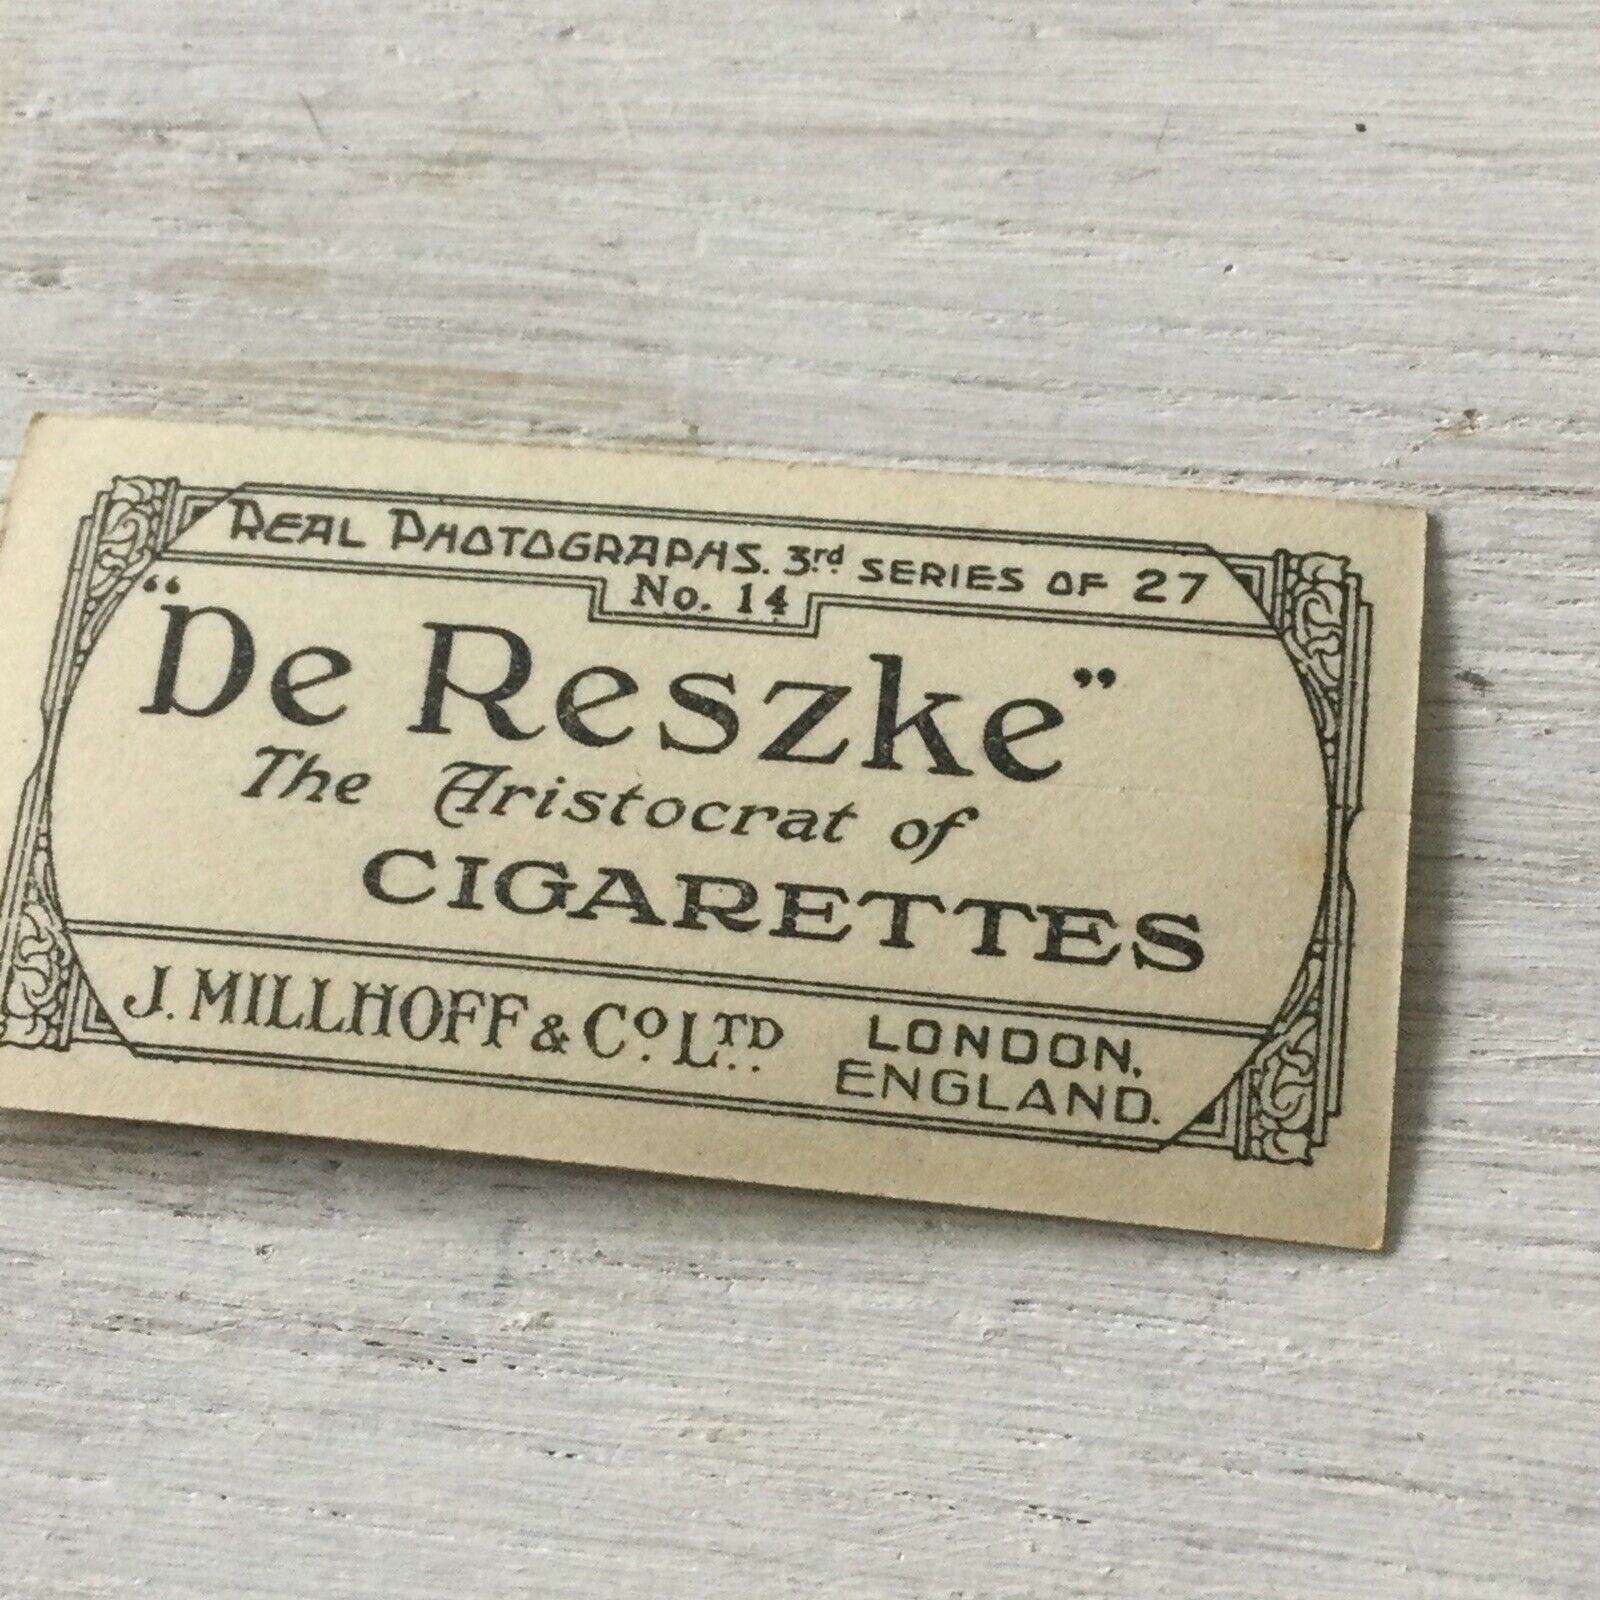 REAL PHOTOGRAPHS. 3rd SERIES OF 27
No. 14
"De Reszke"
The Aristocrat of
CIGARETTES
J. MILLHOFF & Co. LTD. LONDON,
ENGLAND.